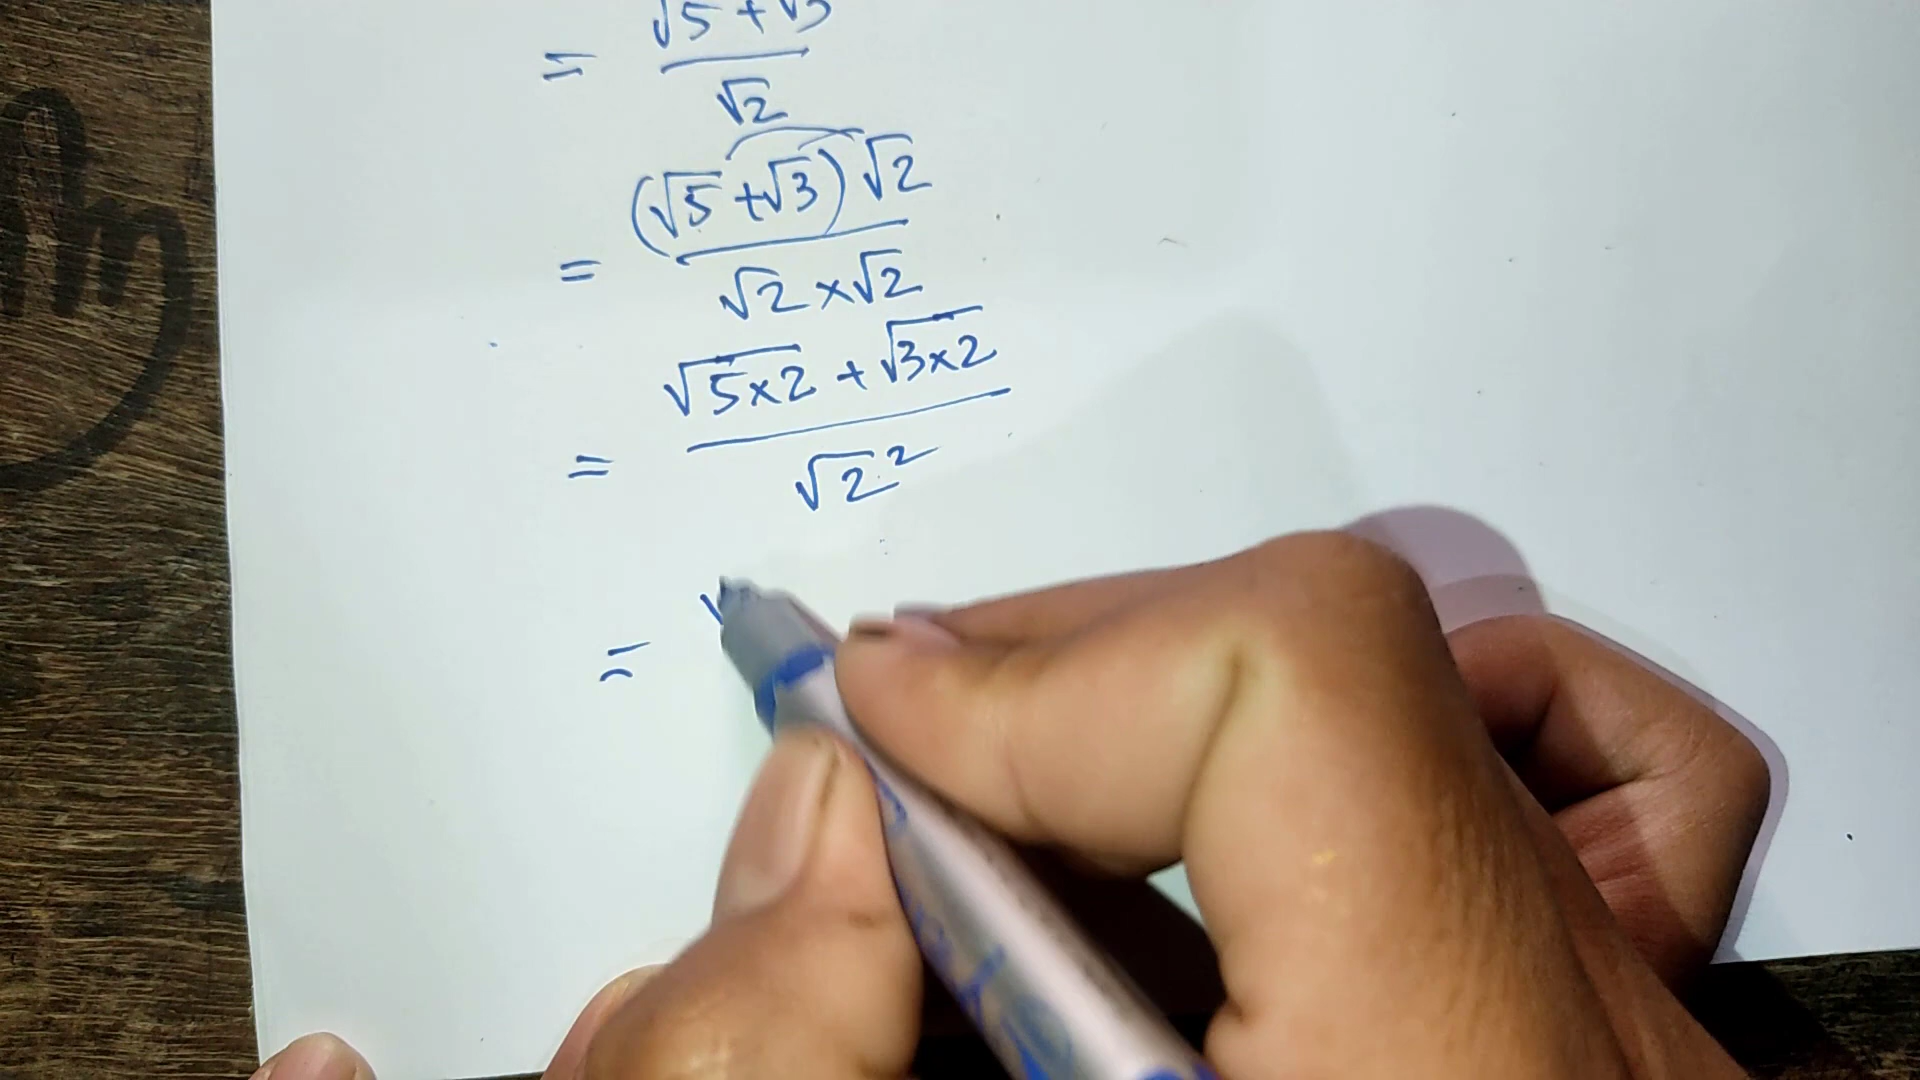 = (√5 + √3) / √2
= ((√5 + √3) √2) / (√2 × √2)
= (√5×2 + √3×2) / √2²
= √